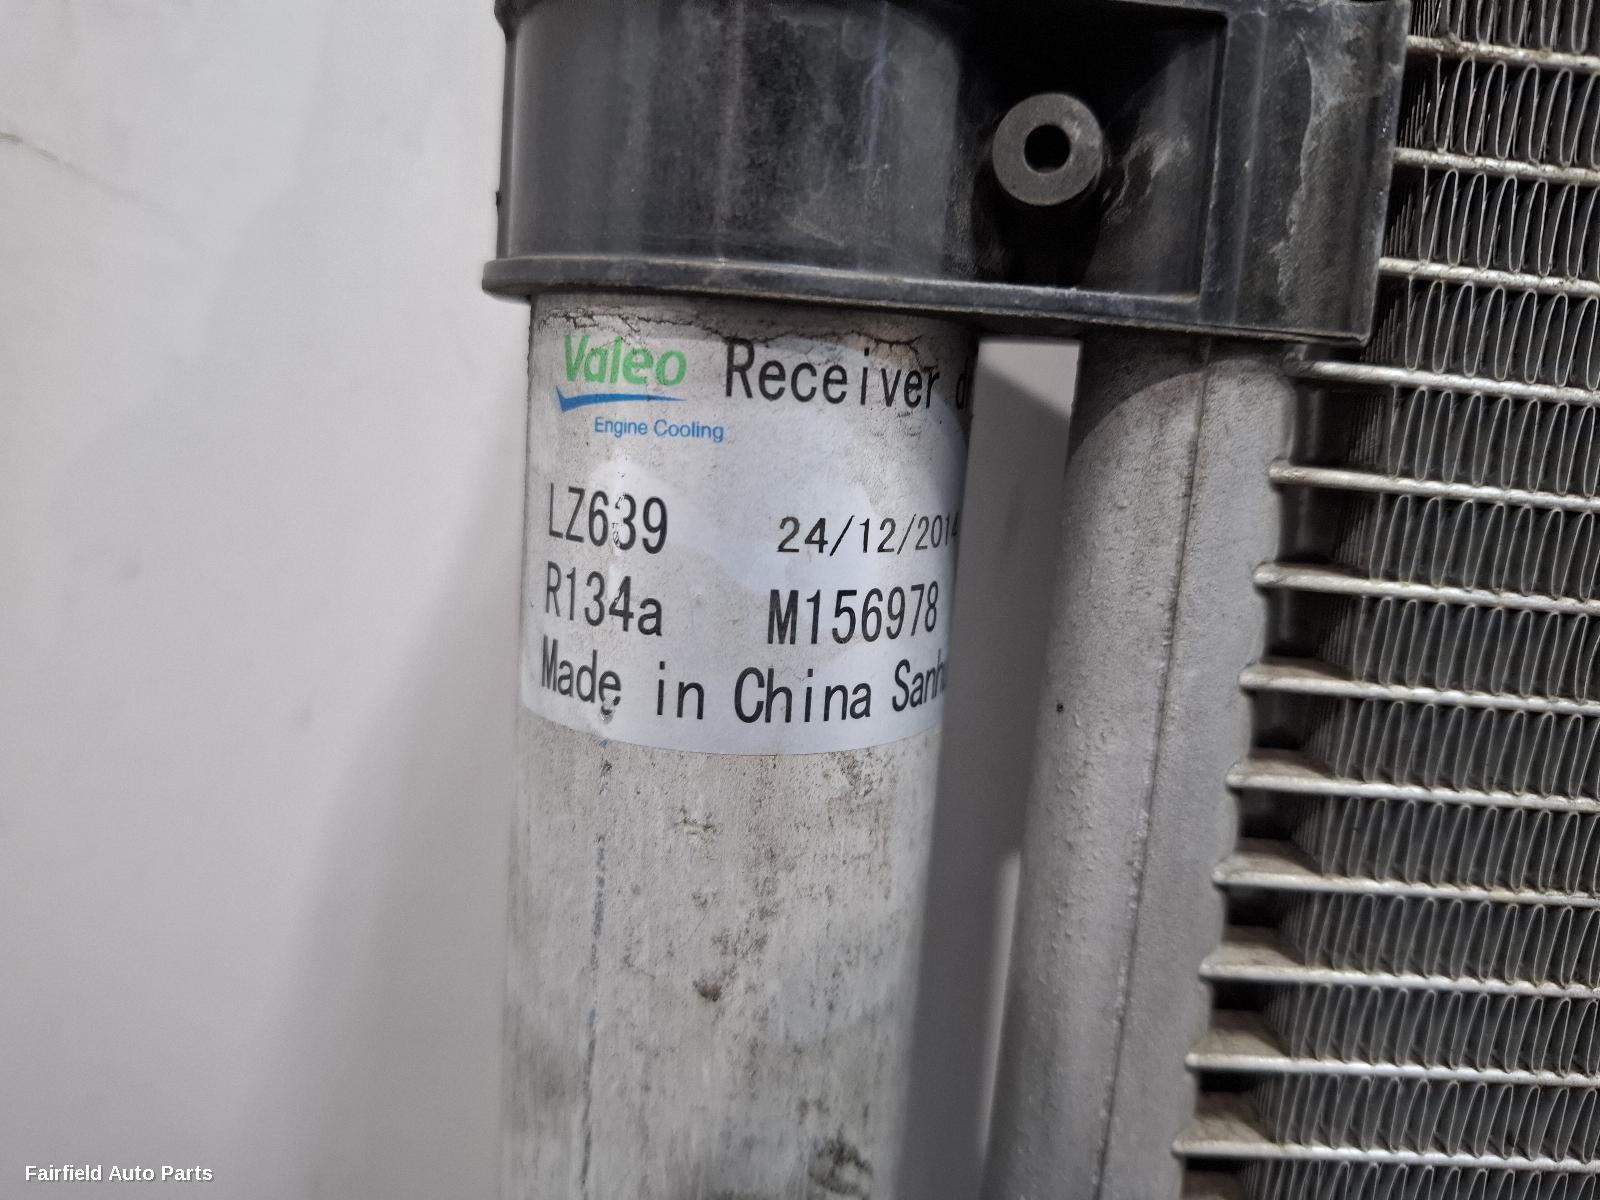 Valeo Receiver
Engine Cooling
LZ639 24/12/2014
R134a M156978
Made in China
Fairfield Auto Parts